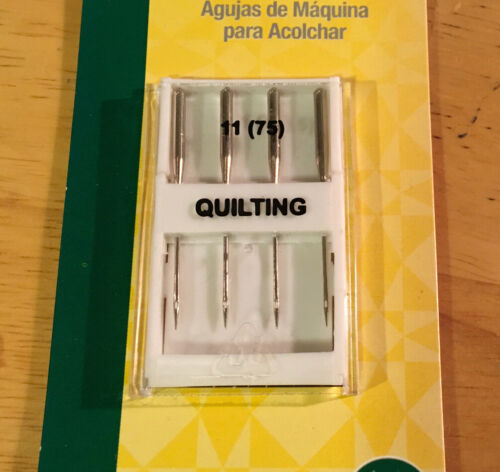 Agujas de Máquina
para Acolchar
11 (75)
QUILTING